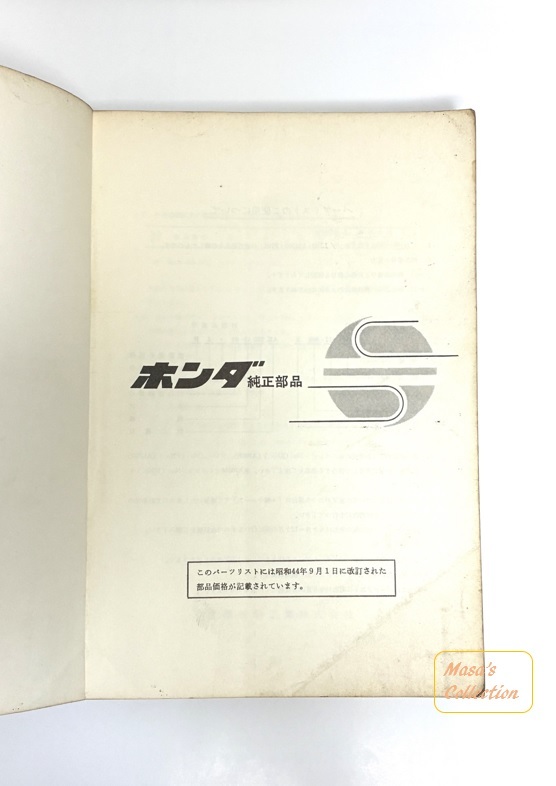 ホンダ純正部品
このパーツリストには昭和44年9月1日に改訂された
部品価格が記載されています。
Masa's
Collection